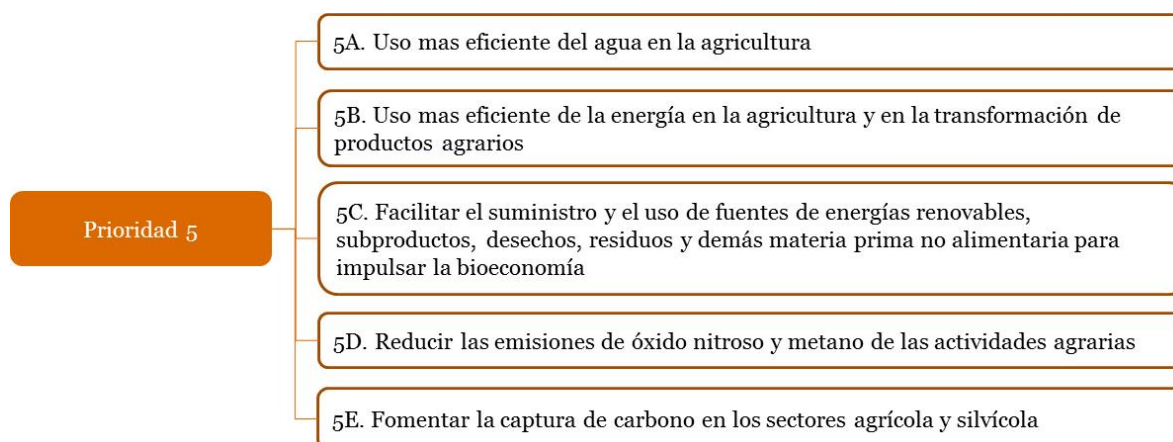 5A. Uso mas eficiente del agua en la agricultura
5B. Uso mas eficiente de la energía en la agricultura y en la transformación de
productos agrarios
Prioridad 5
5C. Facilitar el suministro y el uso de fuentes de energías renovables,
subproductos, desechos, residuos y demás materia prima no alimentaria para
impulsar la bioeconomía
5D. Reducir las emisiones de óxido nitroso y metano de las actividades agrarias
5E. Fomentar la captura de carbono en los sectores agrícola y silvícola